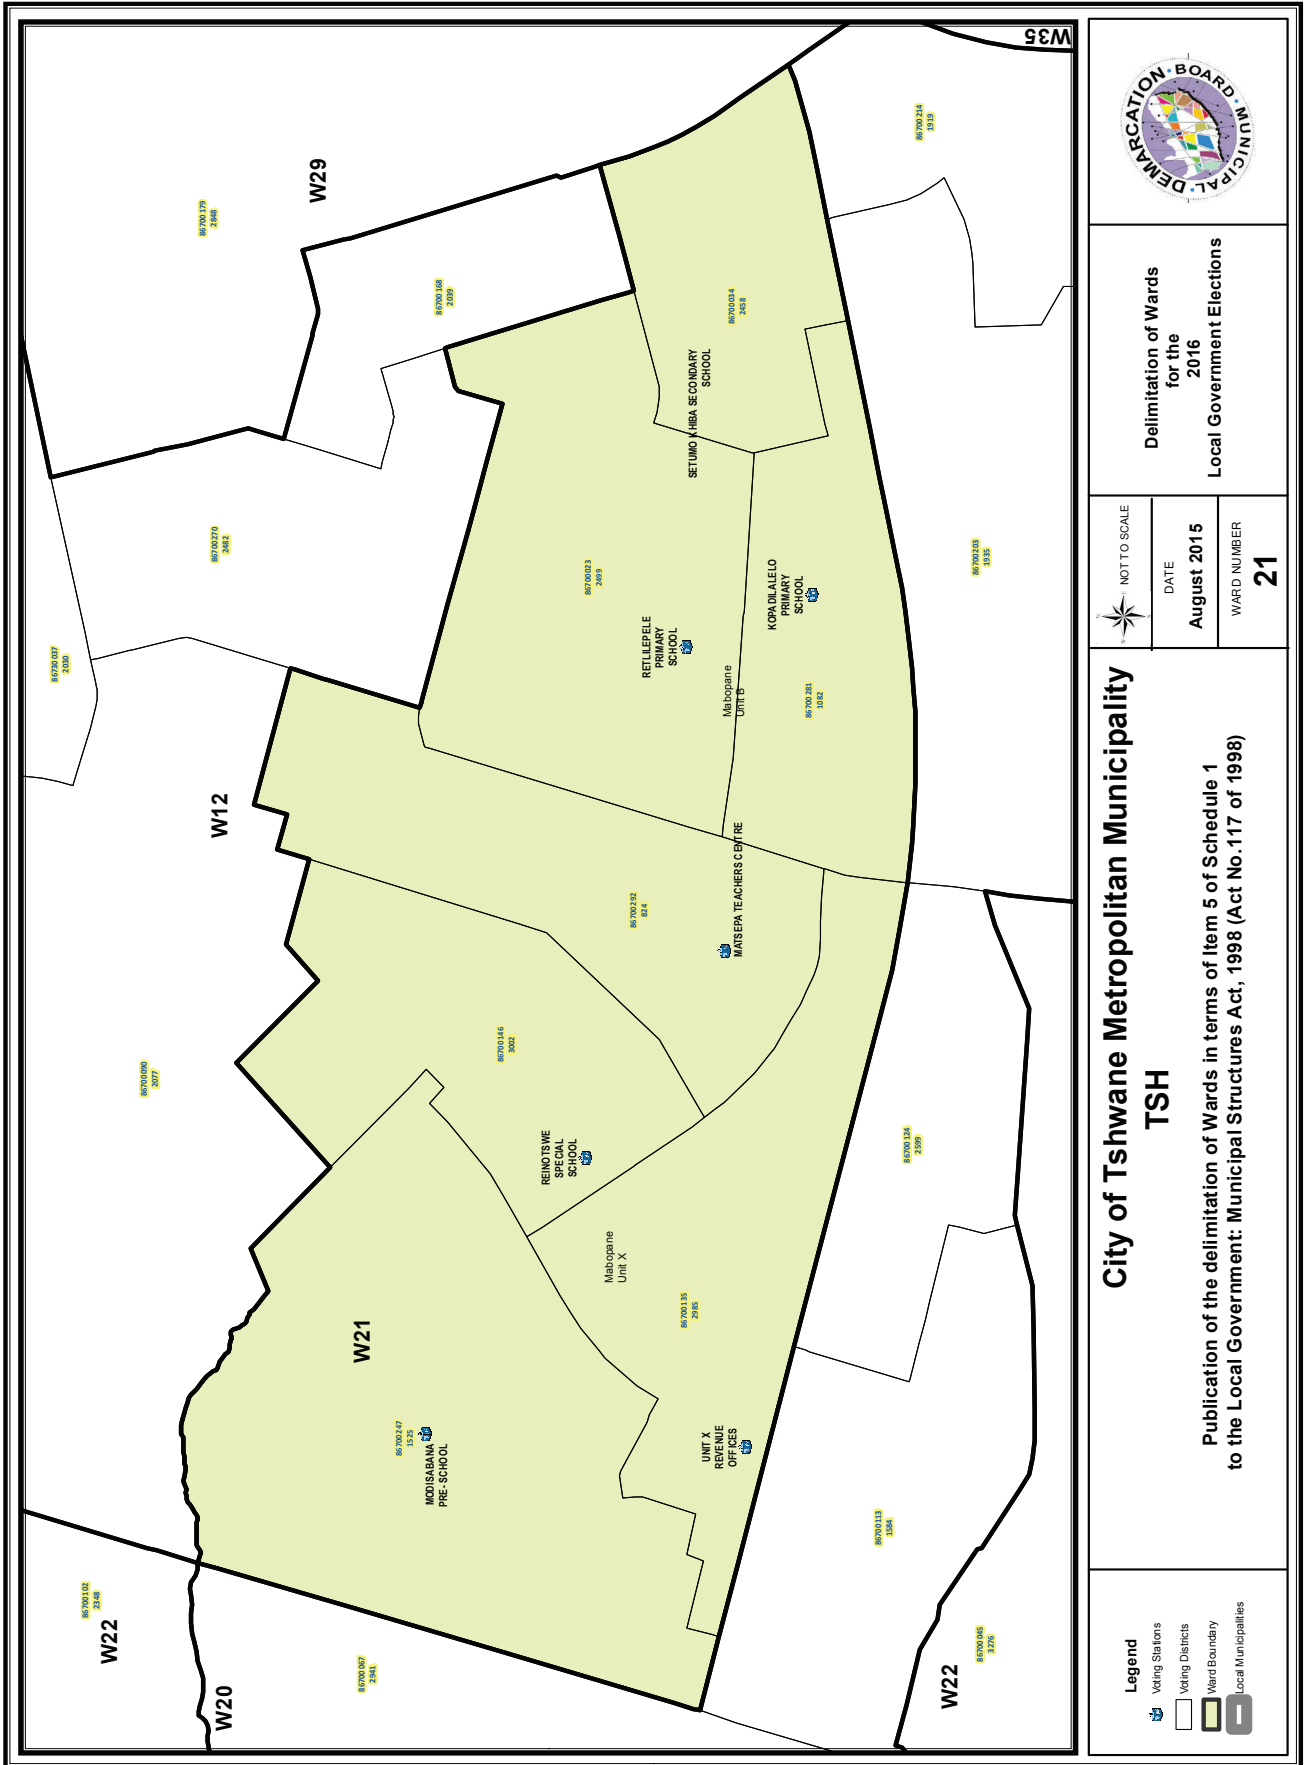 City of Tshwane Metropolitan Municipality
TSH
Publication of the delimitation of Wards in terms of Item 5 of Schedule 1
to the Local Government: Municipal Structures Act, 1998 (Act No.117 of 1998)
NOT TO SCALE
DATE
August 2015
WARD NUMBER
21
Delimitation of Wards
for the
2016
Local Government Elections
MUNICIPAL DEMARCATION BOARD
Legend
Voting Stations
Voting Districts
Ward Boundary
Local Municipalities
W22
86700102
2348
W20
86700067
2941
W12
86700090
2077
86730037
2030
86700270
2482
W29
86700179
2848
86700168
2039
W35
W21
86700247
1525
MODISABANA
PRE-SCHOOL
86700146
3002
REINOTSWE
SPECIAL
SCHOOL
Mabopane
Unit X
86700135
2985
UNIT X
REVENUE
OFFICES
86700292
824
MATSEPA TEACHERS CENTRE
86700023
2499
RETLILEPELE
PRIMARY
SCHOOL
Mabopane
Unit B
KOPADILALELO
PRIMARY
SCHOOL
86700281
1082
SETUMO KHIBA SECONDARY
SCHOOL
86700034
2458
86700214
1919
86700203
1935
86700124
2599
86700113
1584
W22
86700045
3276